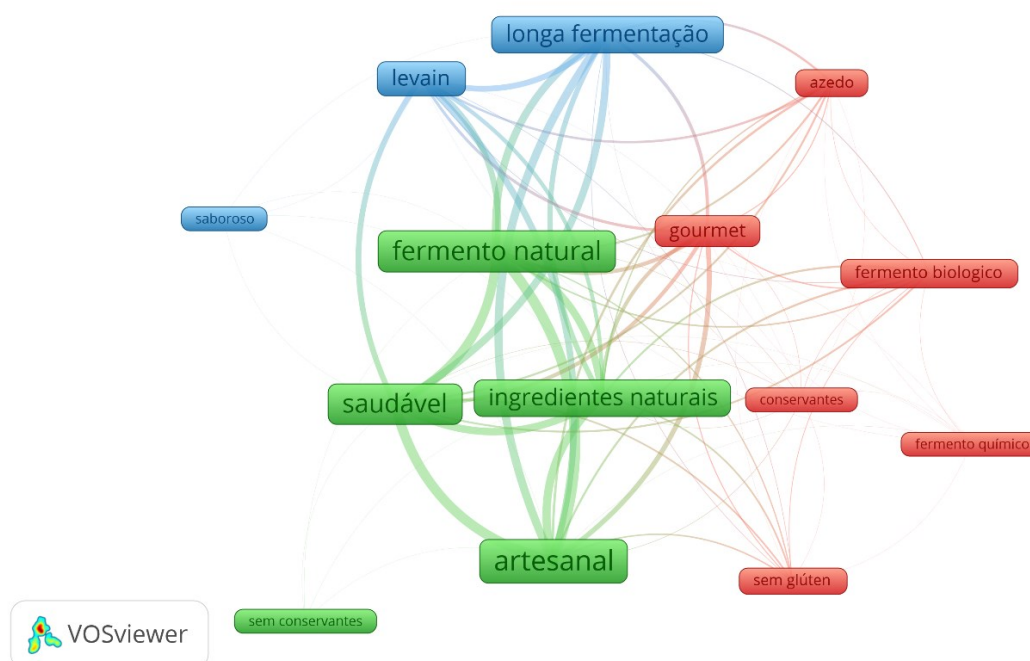 longa fermentação
levain
azedo
saboroso
gourmet
fermento natural
fermento biologico
saudável
ingredientes naturais
conservantes
fermento químico
artesanal
sem glúten
sem conservantes
VOSviewer